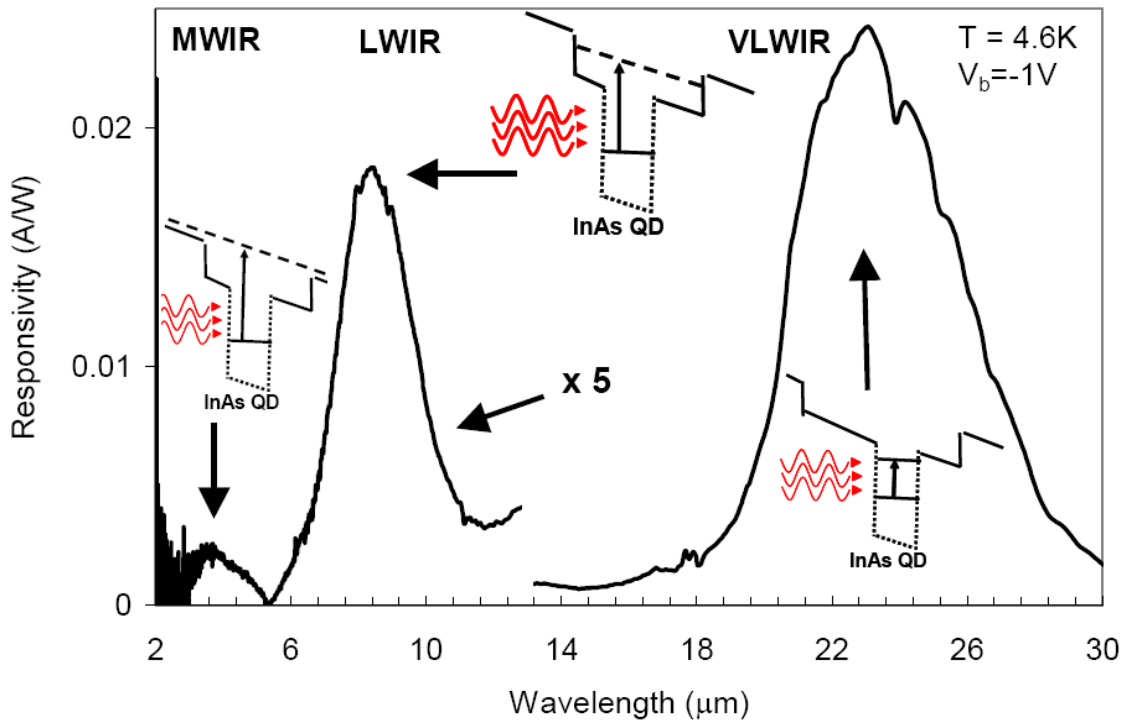 MWIR
LWIR
VLWIR
T = 4.6K
V_b=-1V
InAs QD
InAs QD
x 5
InAs QD
Responsivity (A/W)
0.02
0.01
0
2 6 10 14 18 22 26 30
Wavelength (μm)